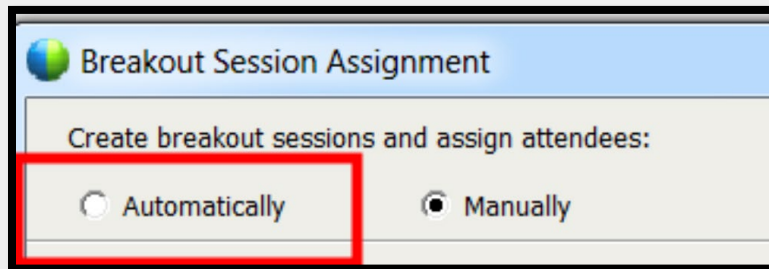 Breakout Session Assignment
Create breakout sessions and assign attendees:
Automatically Manually